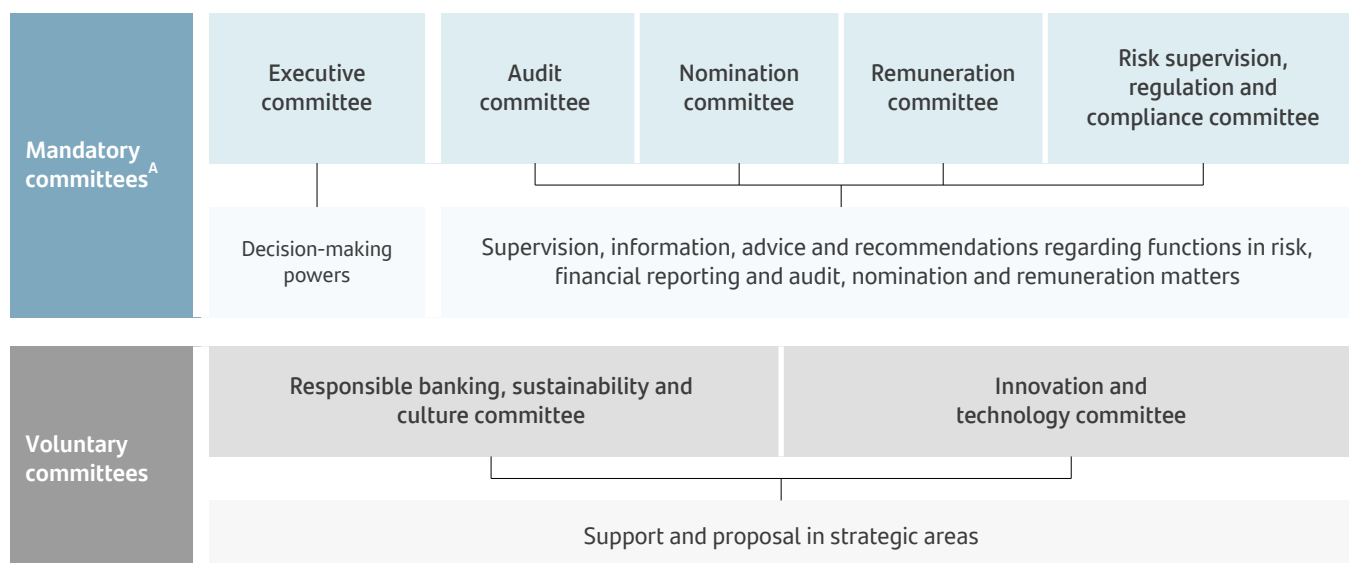 Mandatory
committees^A
Executive
committee
Audit
committee
Nomination
committee
Remuneration
committee
Risk supervision,
regulation and
compliance committee
Decision-making
powers
Supervision, information, advice and recommendations regarding functions in risk,
financial reporting and audit, nomination and remuneration matters
Voluntary
committees
Responsible banking, sustainability and
culture committee
Innovation and
technology committee
Support and proposal in strategic areas